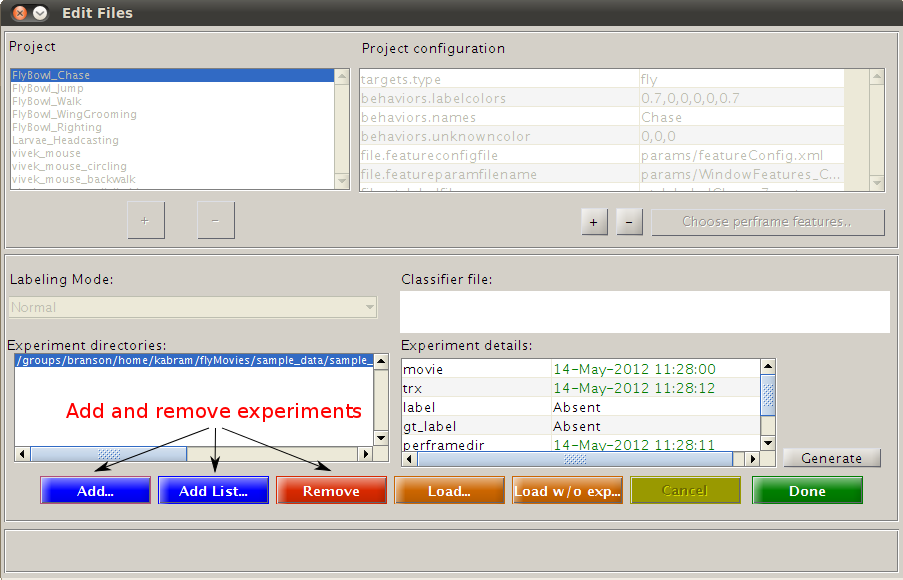 Edit Files
Project
FlyBowl_Chase
FlyBowl_Jump
FlyBowl_Walk
FlyBowl_WingGrooming
FlyBowl_Righting
Larvae_Headcasting
vivek_mouse
vivek_mouse_circling
vivek_mouse_backwalk
+ -
Project configuration
targets.type fly
behaviors.labelcolors 0.7,0,0,0,0,0.7
behaviors.names Chase
behaviors.unknowncolor 0,0,0
file.featureconfigfile params/featureConfig.xml
file.featureparamfilename params/WindowFeatures_C...
+ - Choose perframe features..
Labeling Mode:
Normal
Classifier file:
Experiment directories:
/groups/branson/home/kabram/flyMovies/sample_data/sample_
Add and remove experiments
Experiment details:
movie 14-May-2012 11:28:00
trx 14-May-2012 11:28:12
label Absent
gt_label Absent
perframedir 14-May-2012 11:28:11
Generate
Add... Add List... Remove Load... Load w/o exp... Cancel Done